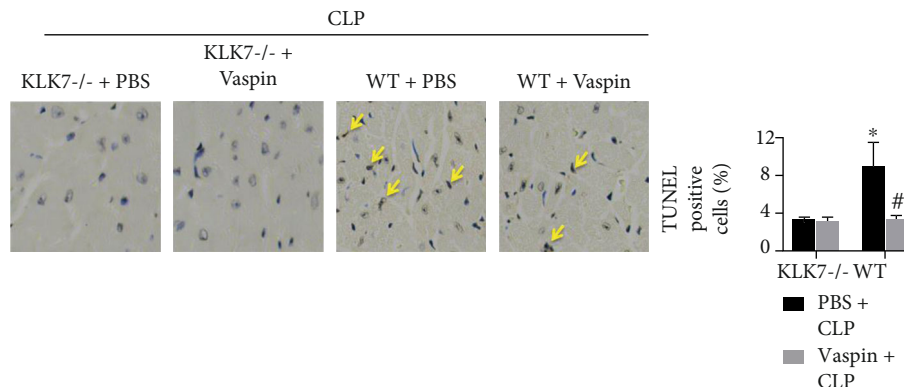 CLP
KLK7-/- + PBS
KLK7-/- +
Vaspin
WT + PBS
WT + Vaspin
TUNEL
positive
cells (%)
12
8
4
0
*
#
KLK7-/- WT
PBS +
CLP
Vaspin +
CLP